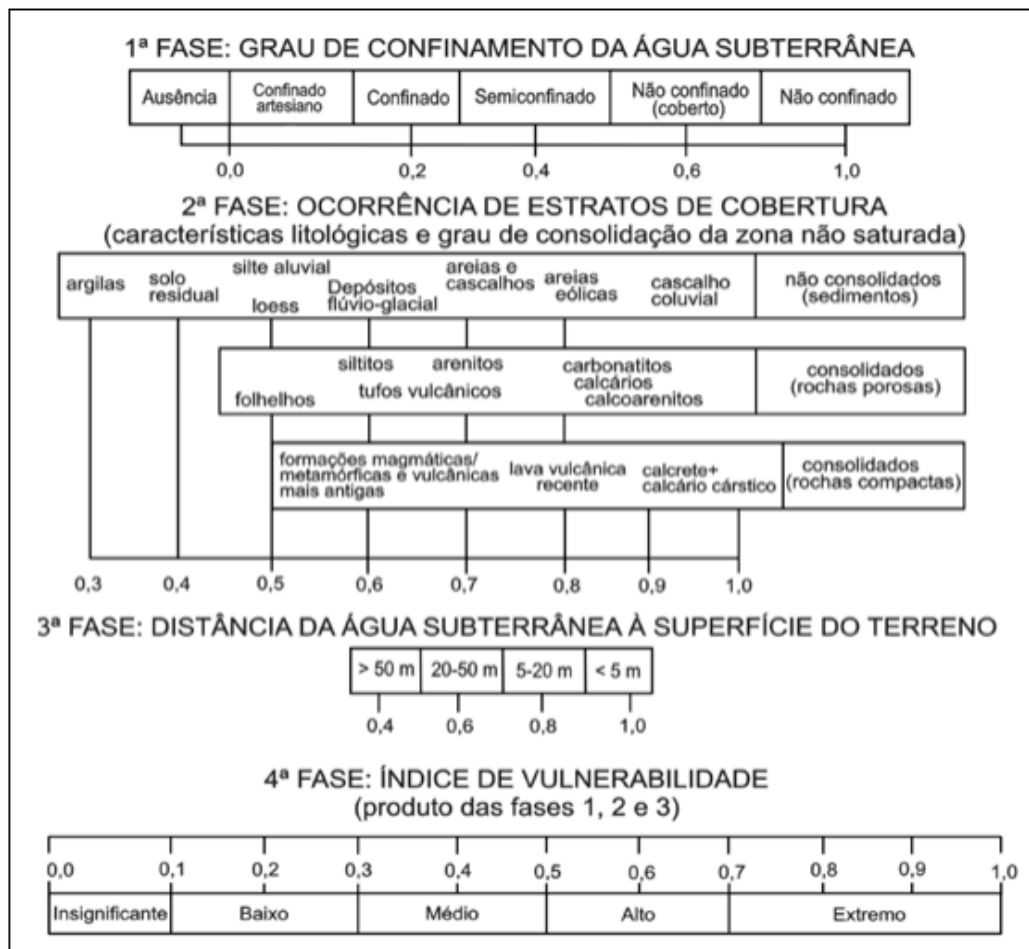 1ª FASE: GRAU DE CONFINAMENTO DA ÁGUA SUBTERRÂNEA
Ausência
Confinado
artesiano
Confinado
Semiconfinado
Não confinado
(coberto)
Não confinado
0,0
0,2
0,4
0,6
1,0
2ª FASE: OCORRÊNCIA DE ESTRATOS DE COBERTURA
(características litológicas e grau de consolidação da zona não saturada)
argilas
solo
residual
silte aluvial
loess
Depósitos
flúvio-glacial
areias e
cascalhos
areias
eólicas
cascalho
coluvial
não consolidados
(sedimentos)
folhelhos
siltitos
tufos vulcânicos
arenitos
carbonatitos
calcários
calcoarenitos
consolidados
(rochas porosas)
formações magmáticas/
metamórficas e vulcânicas
mais antigas
lava vulcânica
recente
calcrete+
calcário cárstico
consolidados
(rochas compactas)
0,3
0,4
0,5
0,6
0,7
0,8
0,9
1,0
3ª FASE: DISTÂNCIA DA ÁGUA SUBTERRÂNEA À SUPERFÍCIE DO TERRENO
> 50 m
20-50 m
5-20 m
< 5 m
0,4
0,6
0,8
1,0
4ª FASE: ÍNDICE DE VULNERABILIDADE
(produto das fases 1, 2 e 3)
0,0
0,1
0,2
0,3
0,4
0,5
0,6
0,7
0,8
0,9
1,0
Insignificante
Baixo
Médio
Alto
Extremo